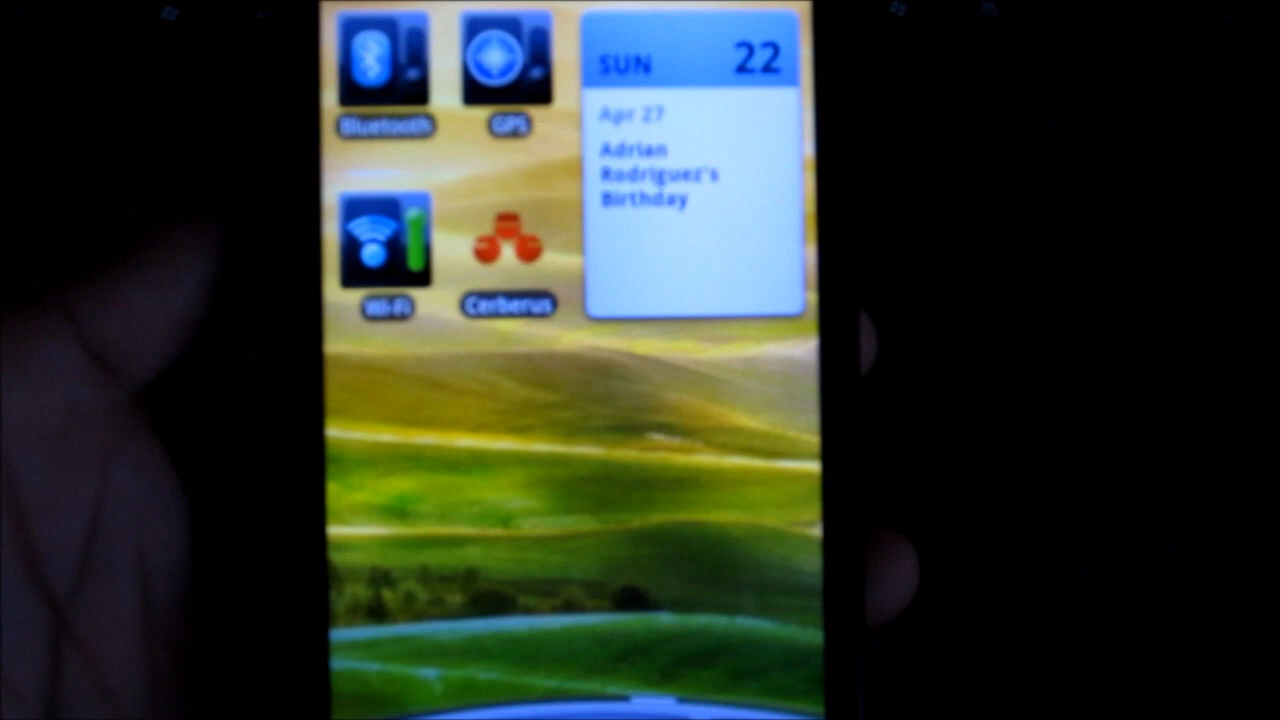 Bluetooth
GPS
SUN 22
Apr 27
Adrian
Rodriguez's
Birthday
Wi-Fi
Cerberus